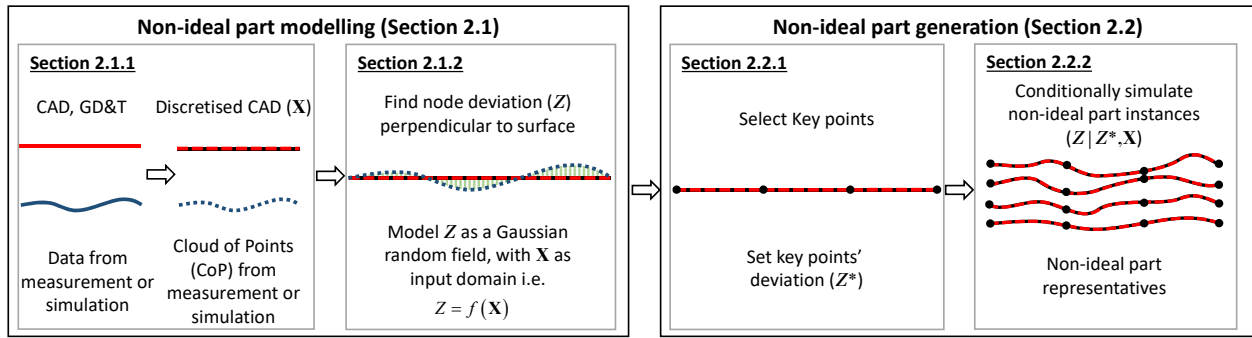 Non-ideal part modelling (Section 2.1)
Section 2.1.1
CAD, GD&T
Discretised CAD (X)
Data from
measurement or
simulation
Cloud of Points
(CoP) from
measurement or
simulation
Section 2.1.2
Find node deviation (Z)
perpendicular to surface
Model Z as a Gaussian
random field, with X as
input domain i.e.
Z = f(X)
Non-ideal part generation (Section 2.2)
Section 2.2.1
Select Key points
Set key points'
deviation (Z*)
Section 2.2.2
Conditionally simulate
non-ideal part instances
(Z|Z*,X)
Non-ideal part
representatives